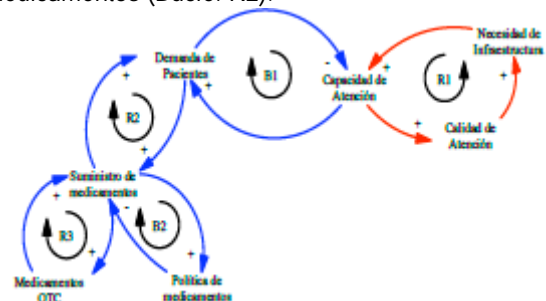 medicamentos (Bucle: R2).
Necesidad de
Infraestructura
Demanda de
Pacientes
Capacidad de
Atención
Calidad de
Atención
Suministro de
medicamentos
Medicamentos
OTC
Política de
medicamentos
B1
R1
R2
R3
B2
+
+
+
+
+
+
+
+
+
-
-